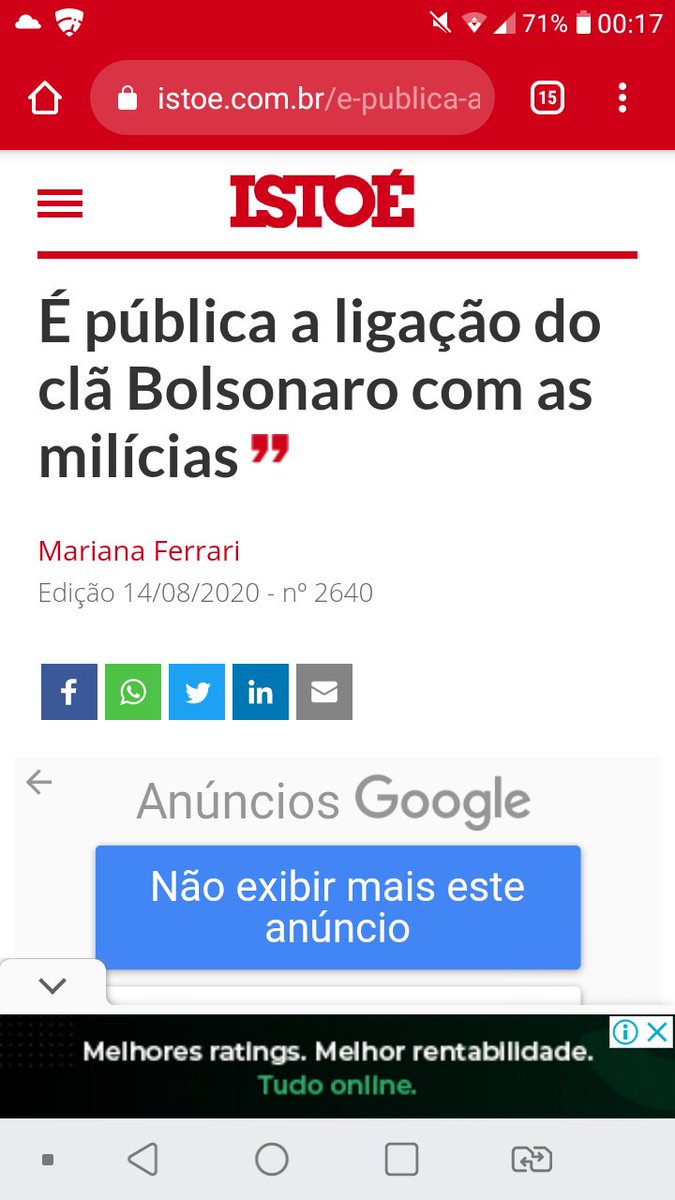 71% 00:17
istoe.com.br/e-publica-a
15
ISTOÉ
É pública a ligação do
clã Bolsonaro com as
milícias ”
Mariana Ferrari
Edição 14/08/2020 - nº 2640
f in
Anúncios Google
Não exibir mais este
anúncio
Melhores ratings. Melhor rentabilidade.
Tudo online.